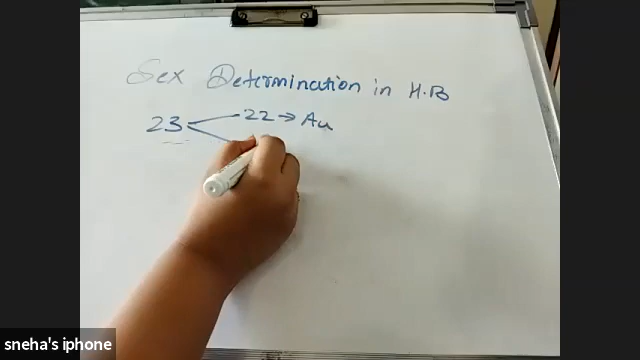 Sex Determination in H.B
23 22 → Au
sneha's iphone